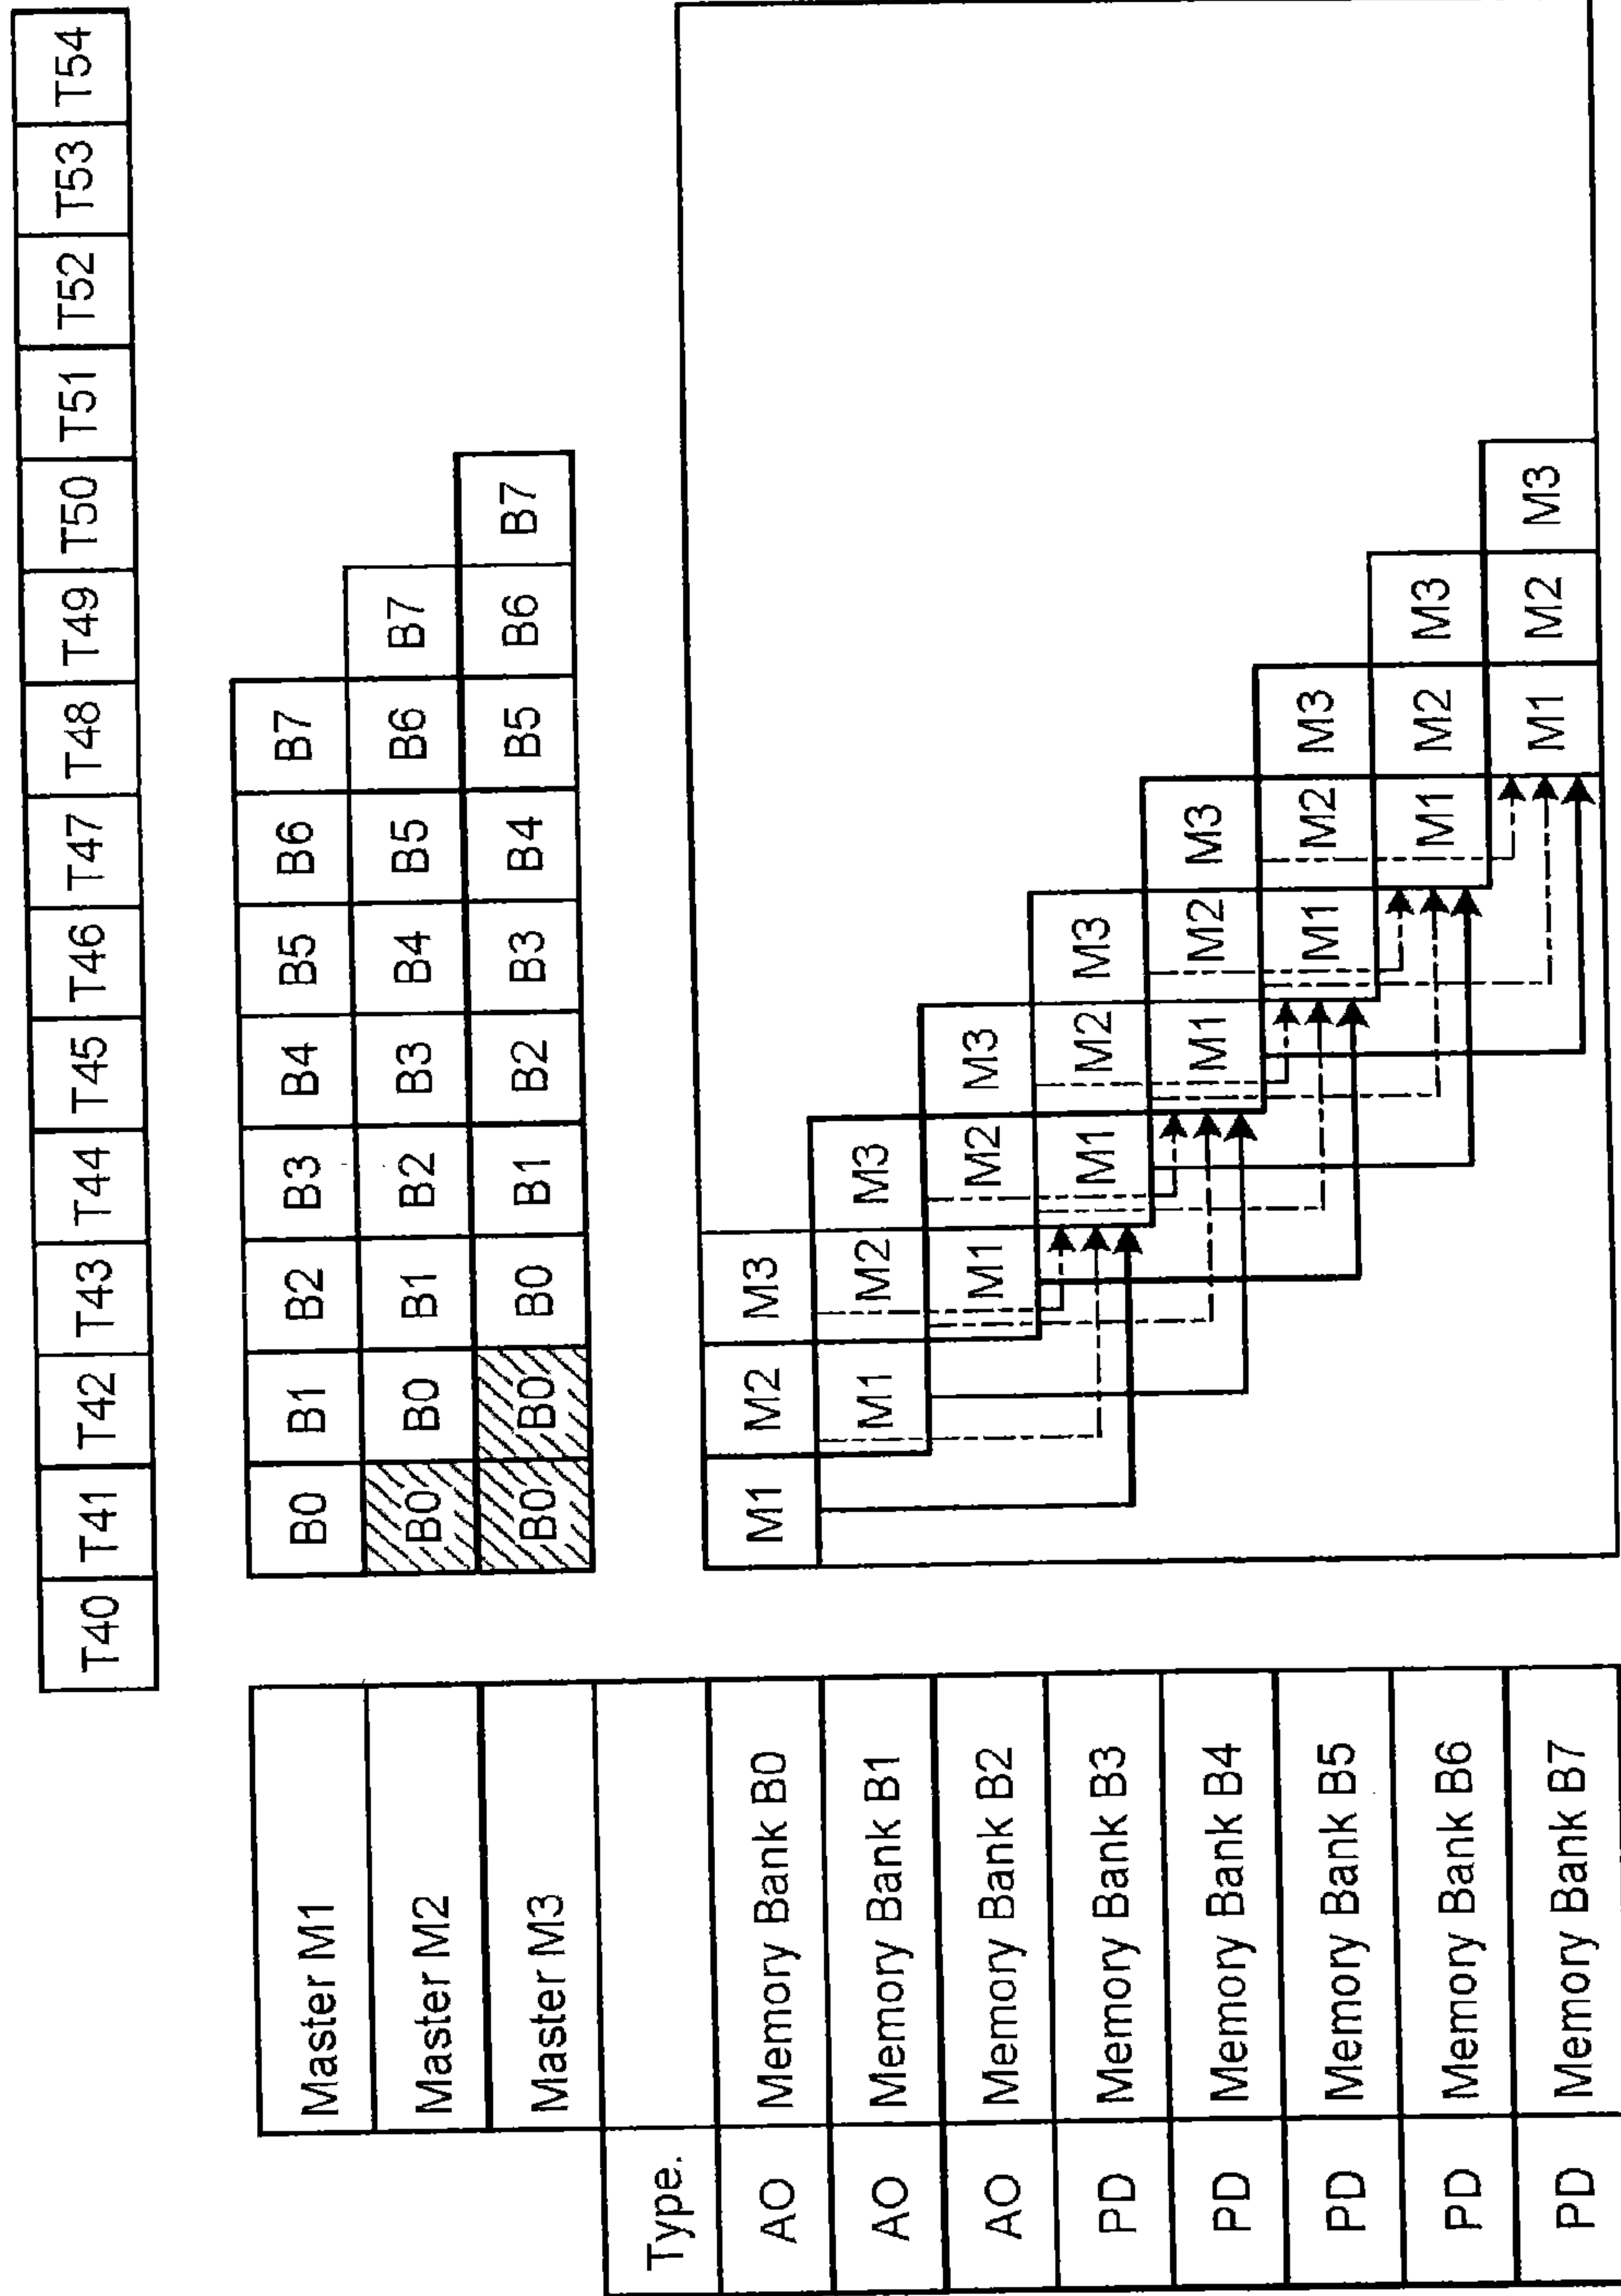 T40 T41 T42 T43 T44 T45 T46 T47 T48 T49 T50 T51 T52 T53 T54
Master M1 B0 B1 B2 B3 B4 B5 B6 B7
Master M2 B0 B0 B1 B2 B3 B4 B5 B6 B7
Master M3 B0 B0 B0 B1 B2 B3 B4 B5 B6 B7
Type.
AO Memory Bank B0 M1 M2 M3
AO Memory Bank B1 M1 M2 M3
AO Memory Bank B2 M1 M2 M3
PD Memory Bank B3 M1 M2 M3
PD Memory Bank B4 M1 M2 M3
PD Memory Bank B5 M1 M2 M3
PD Memory Bank B6 M1 M2 M3
PD Memory Bank B7 M1 M2 M3